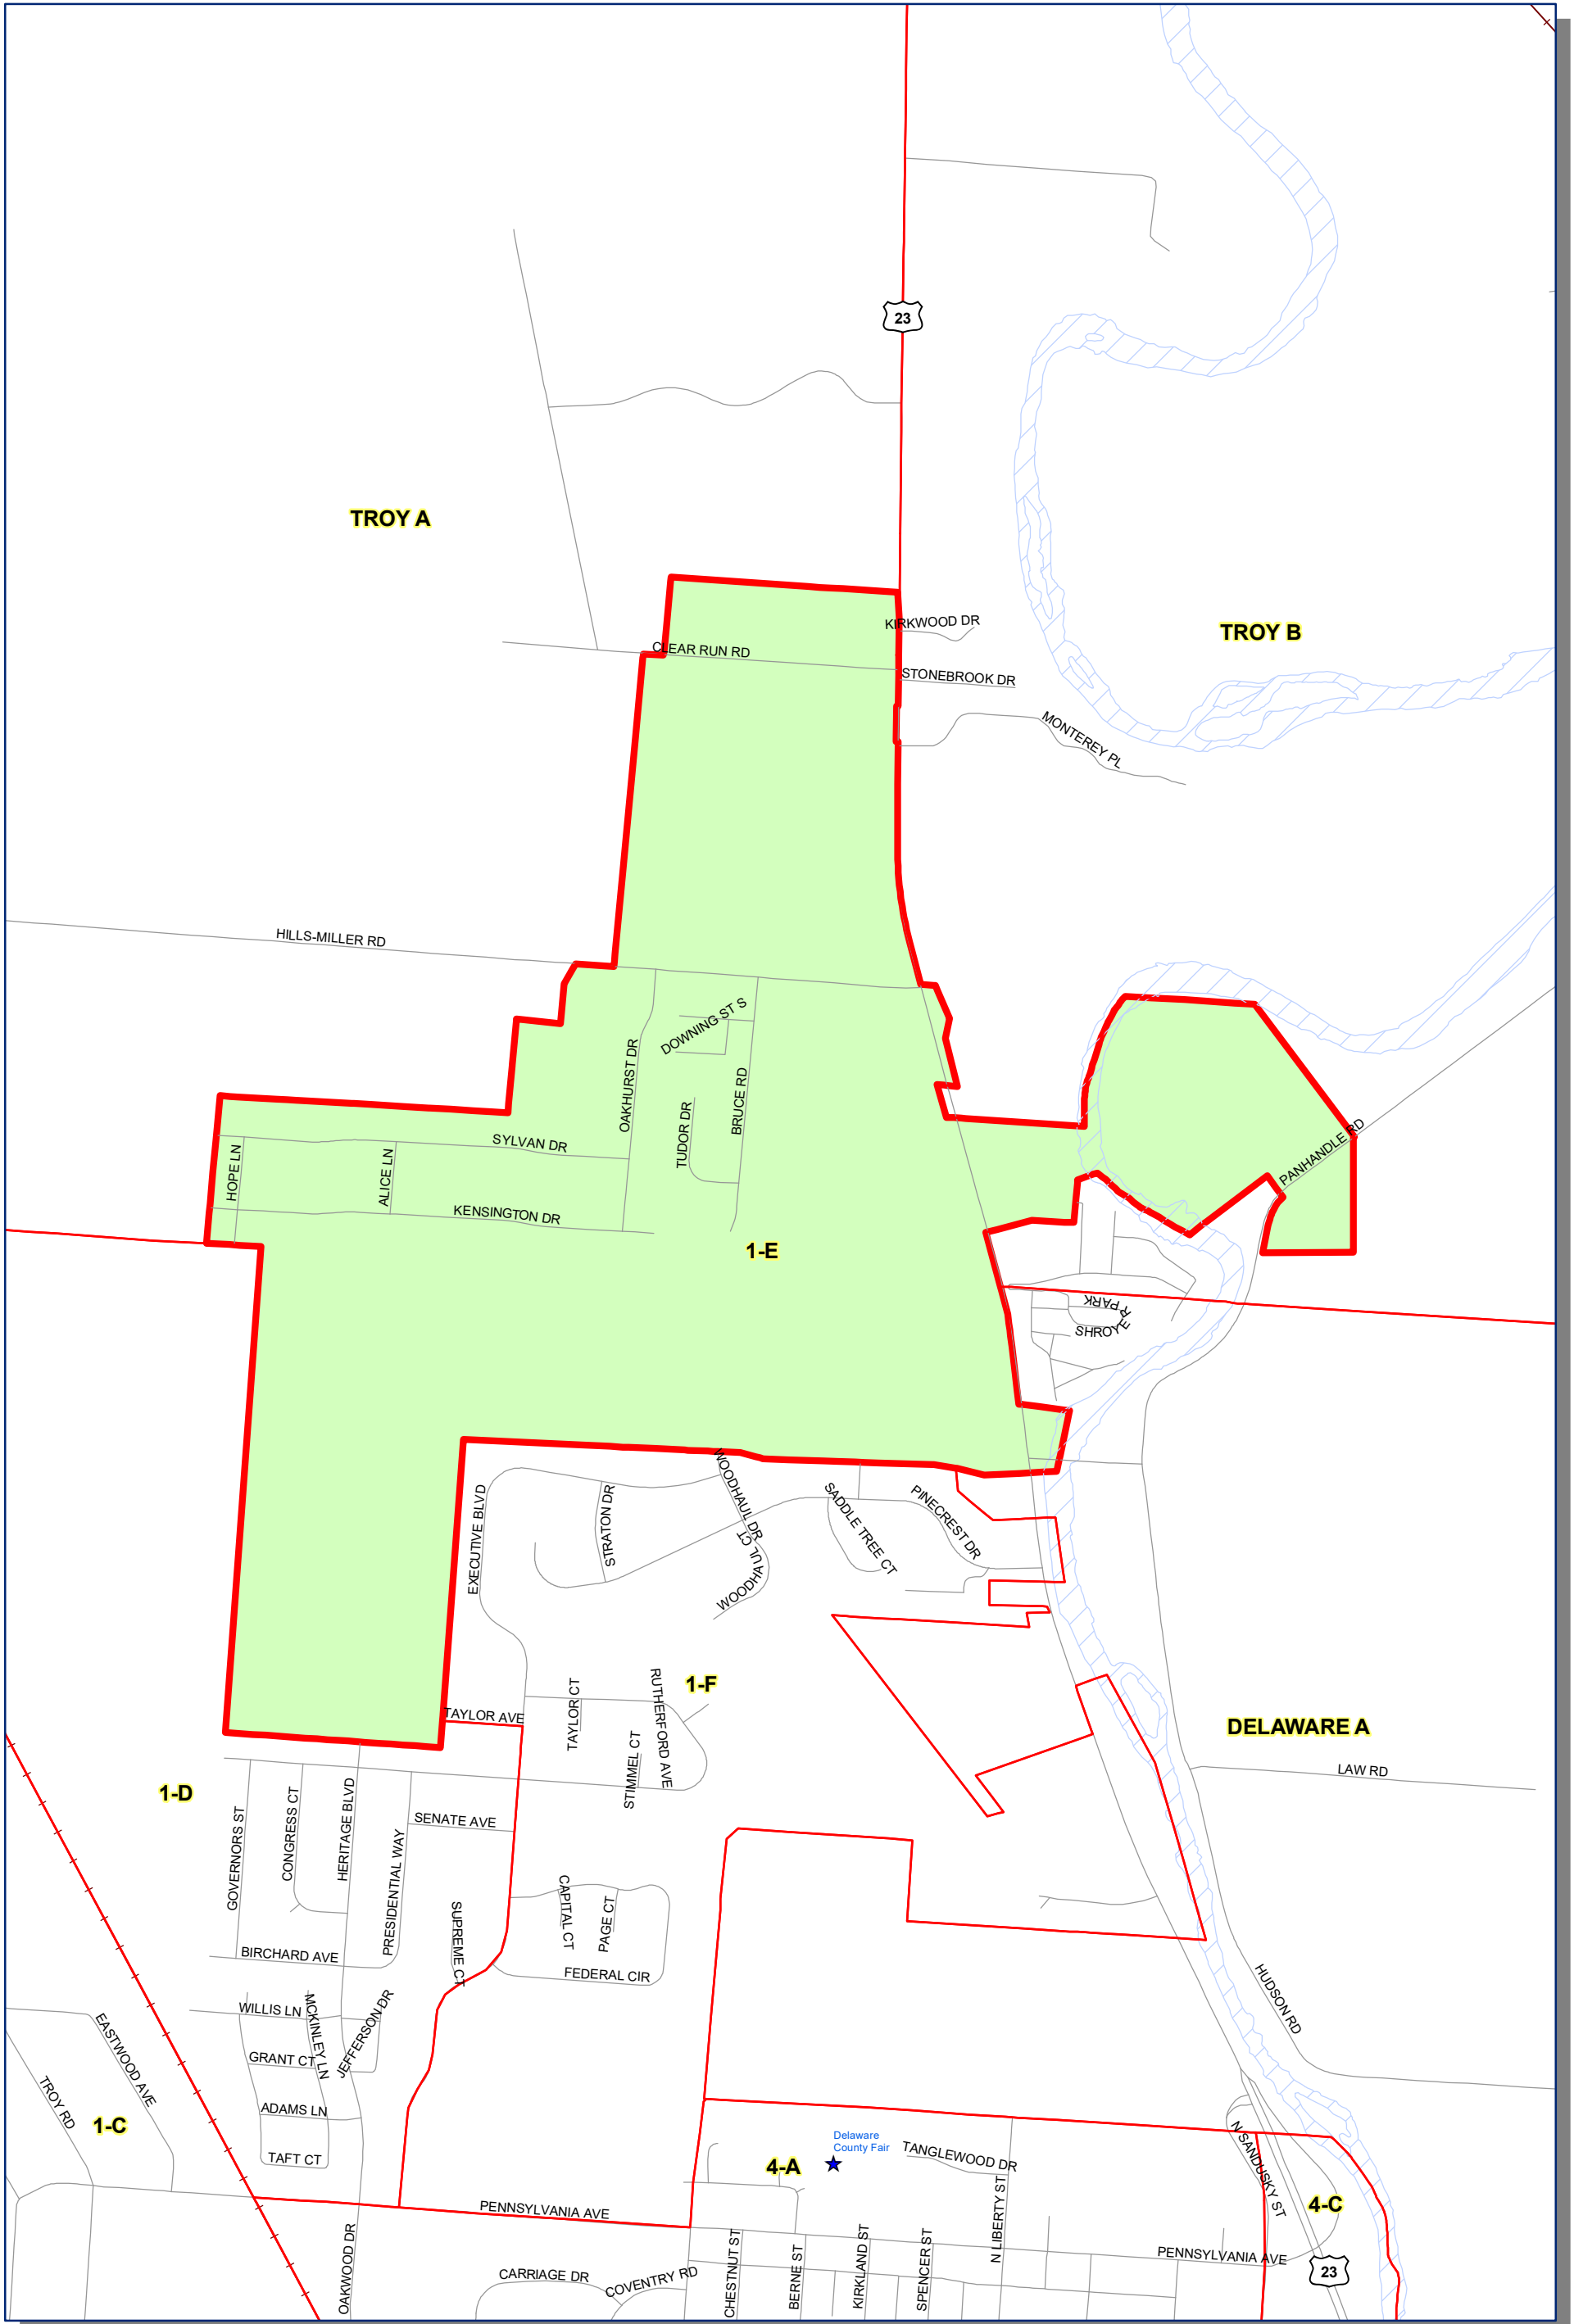 23
TROY A
KIRKWOOD DR
TROY B
CLEAR RUN RD
STONEBROOK DR
MONTEREY PL
HILLS-MILLER RD
DOWNING ST S
OAKHURST DR
BRUCE RD
TUDOR DR
SYLVAN DR
HOPE LN
ALICE LN
PANHANDLE RD
KENSINGTON DR
1-E
SHROYER PARK
WOODHAUL DR
EXECUTIVE BLVD
STRATON DR
SADDLE TREE CT
PINECREST DR
WOODHAUL CT
1-F
TAYLOR CT
RUTHERFORD AVE
TAYLOR AVE
DELAWARE A
STIMMEL CT
LAW RD
1-D
GOVERNORS ST
CONGRESS CT
HERITAGE BLVD
SENATE AVE
PRESIDENTIAL WAY
SUPREME CT
CAPITAL CT
PAGE CT
BIRCHARD AVE
FEDERAL CIR
HUDSON RD
WILLIS LN
MCKINLEY LN
JEFFERSON DR
EASTWOOD AVE
GRANT CT
TROY RD
ADAMS LN
1-C
TAFT CT
Delaware
County Fair
4-A
TANGLEWOOD DR
N SANDUSKY ST
N LIBERTY ST
4-C
PENNSYLVANIA AVE
PENNSYLVANIA AVE
OAKWOOD DR
CARRIAGE DR
COVENTRY RD
CHESTNUT ST
BERNE ST
KIRKLAND ST
SPENCER ST
23